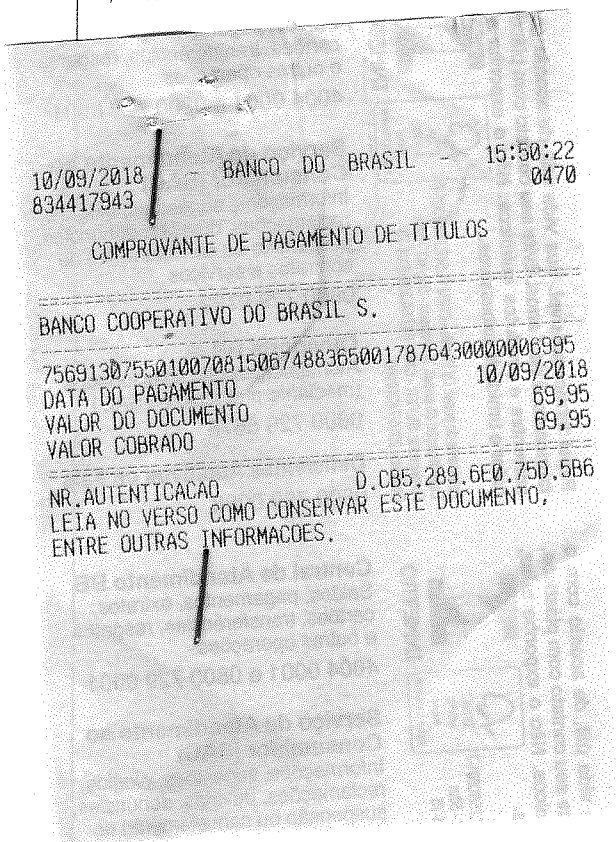 10/09/2018 - BANCO DO BRASIL - 15:50:22
834417943 0470
COMPROVANTE DE PAGAMENTO DE TITULOS
BANCO COOPERATIVO DO BRASIL S.
75691307550100708150674883650017876430000006995
DATA DO PAGAMENTO 10/09/2018
VALOR DO DOCUMENTO 69,95
VALOR COBRADO 69,95
NR.AUTENTICACAO D.CB5.289.6E0.75D.5B6
LEIA NO VERSO COMO CONSERVAR ESTE DOCUMENTO,
ENTRE OUTRAS INFORMACOES.